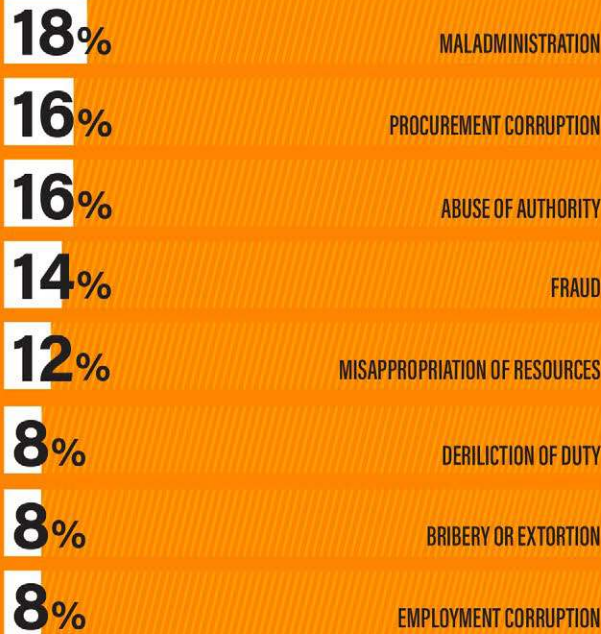 18% MALADMINISTRATION
16% PROCUREMENT CORRUPTION
16% ABUSE OF AUTHORITY
14% FRAUD
12% MISAPPROPRIATION OF RESOURCES
8% DERILICTION OF DUTY
8% BRIBERY OR EXTORTION
8% EMPLOYMENT CORRUPTION